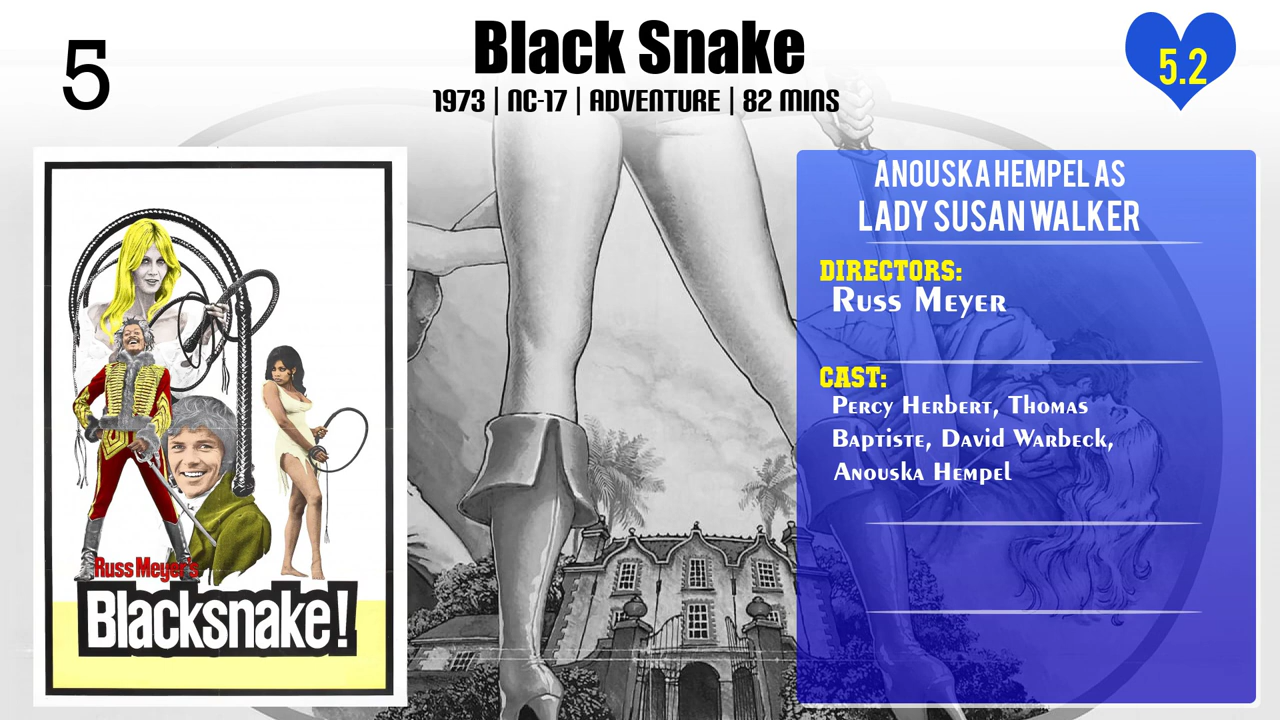 5
Black Snake
1973 | NC-17 | ADVENTURE | 82 MINS
5.2
Russ Meyer's
Blacksnake!
ANOUSKA HEMPEL AS
LADY SUSAN WALKER
DIRECTORS:
Russ Meyer
CAST:
Percy Herbert, Thomas
Baptiste, David Warbeck,
Anouska Hempel